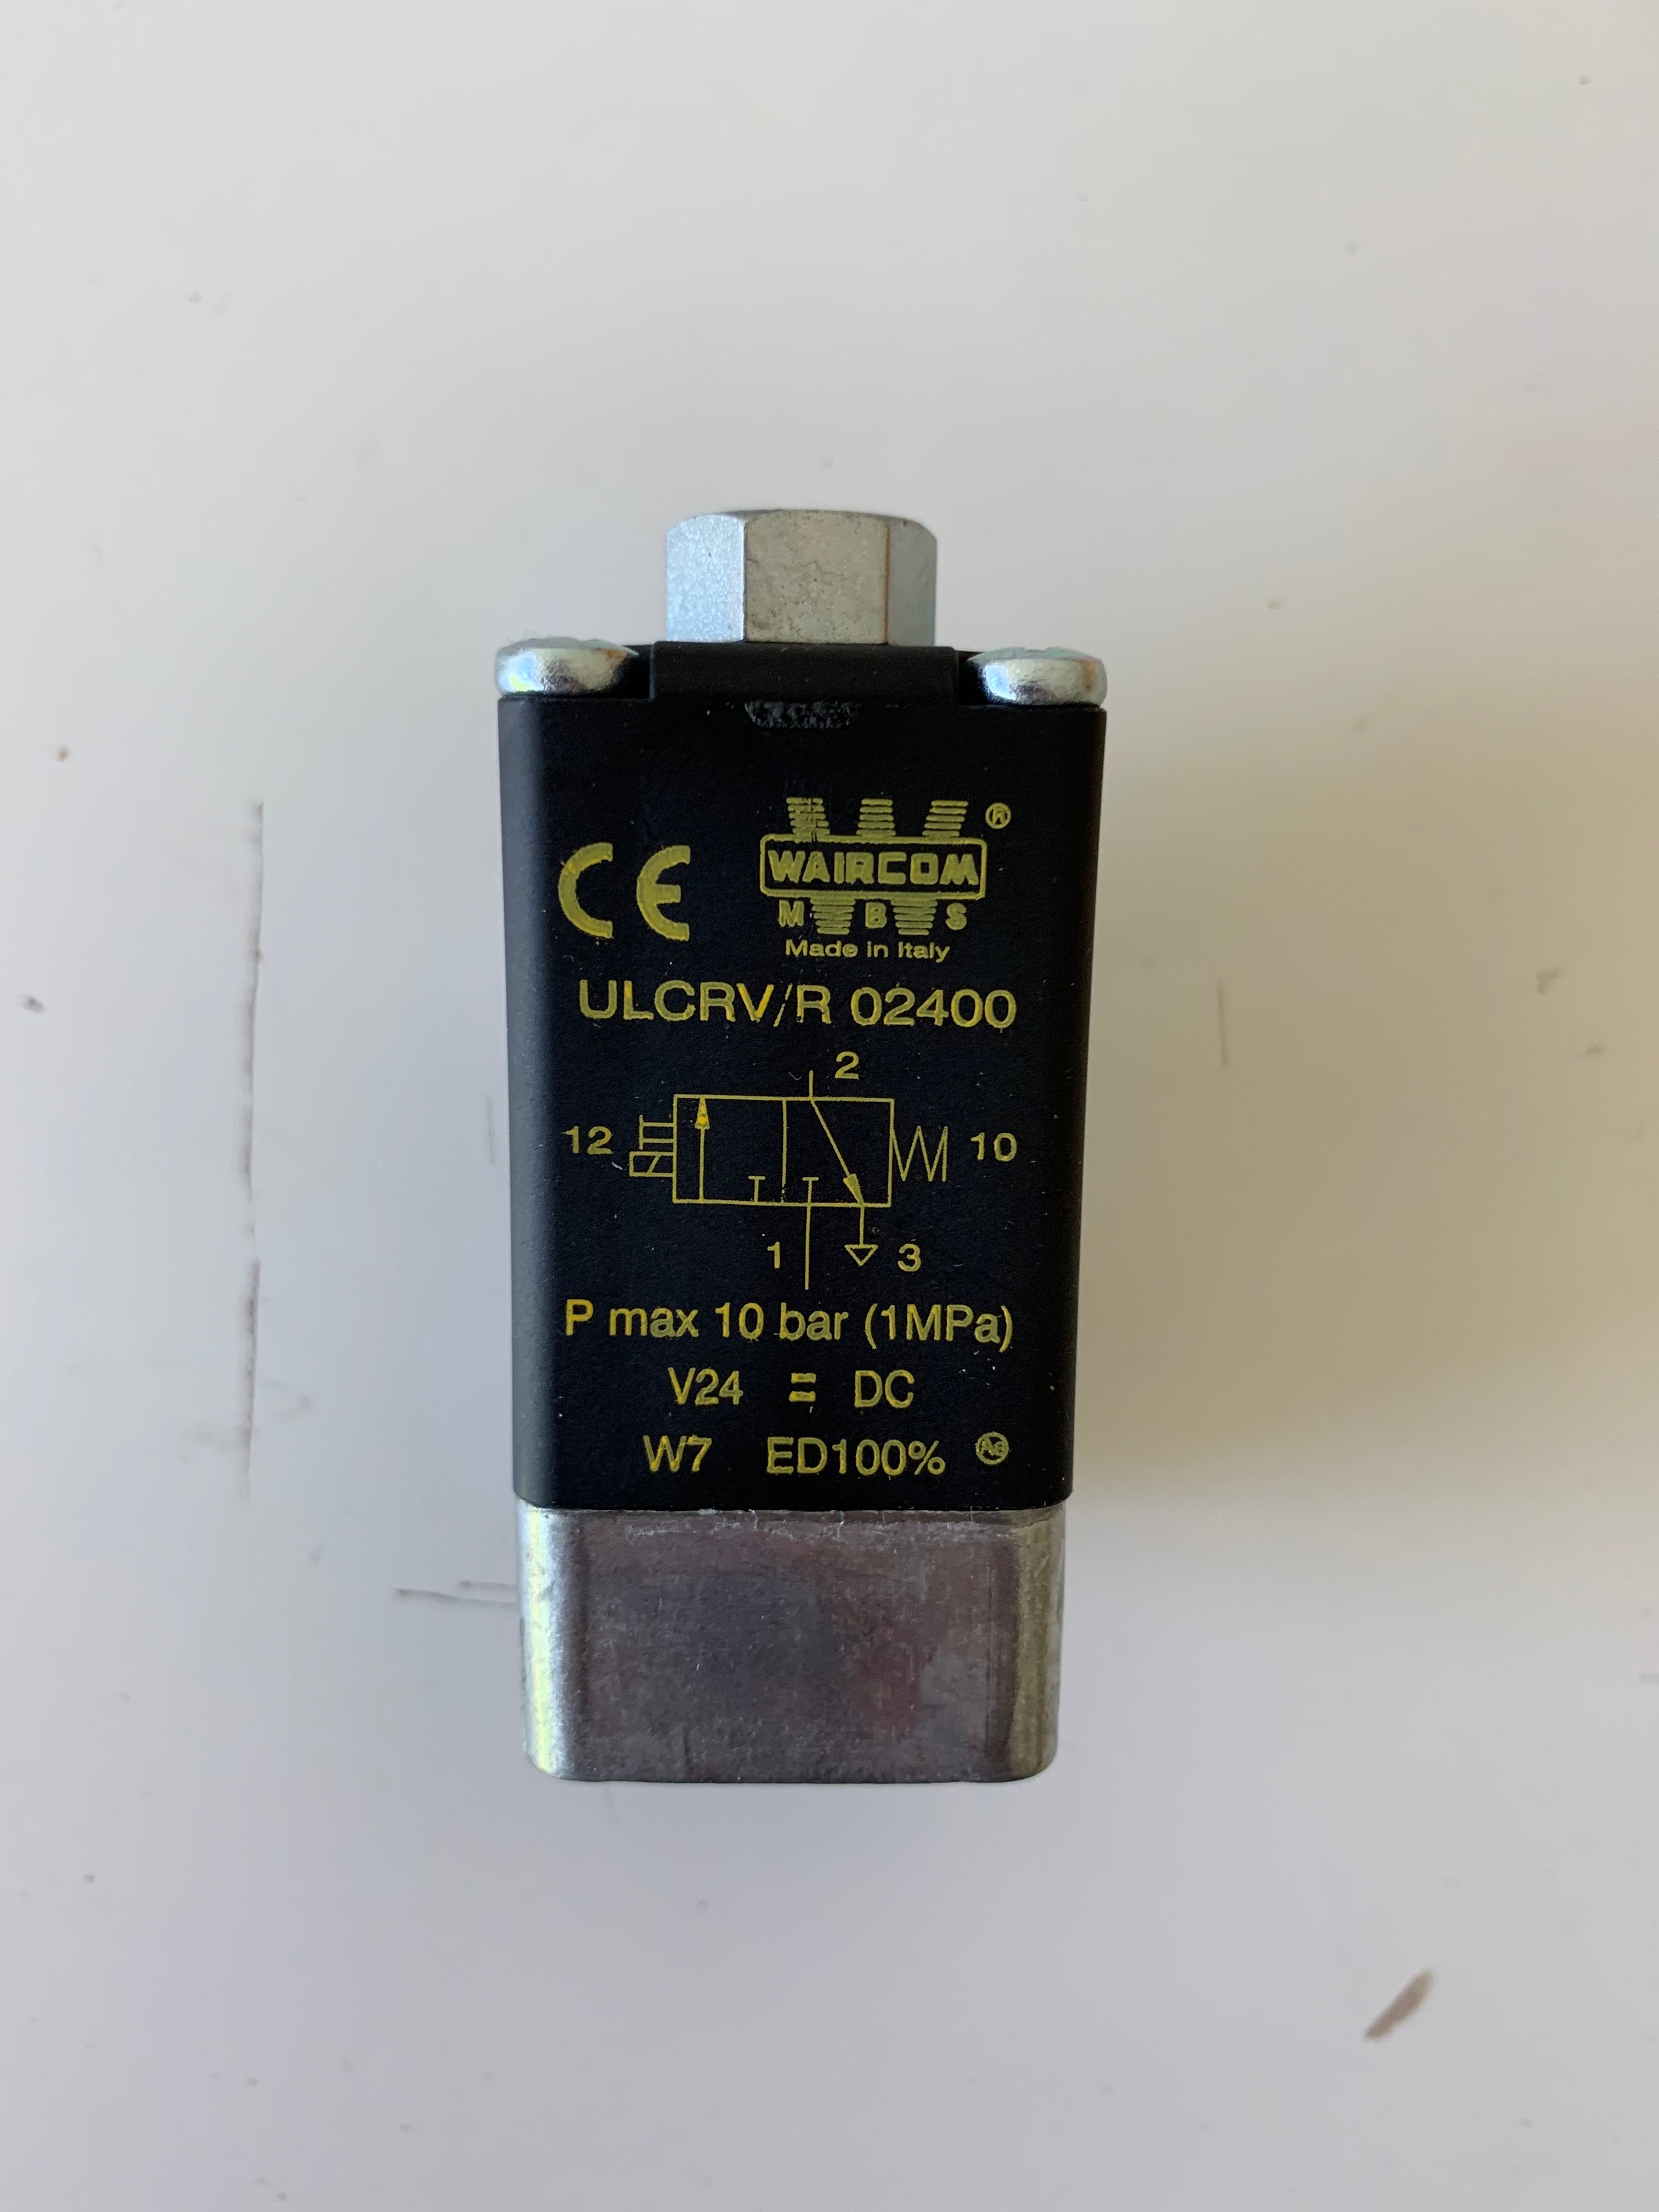 CE
WAIRCOM ®
M B S
Made in Italy
ULCRV/R 02400
2
12 10
1 3
P max 10 bar (1MPa)
V24 = DC
W7 ED100%